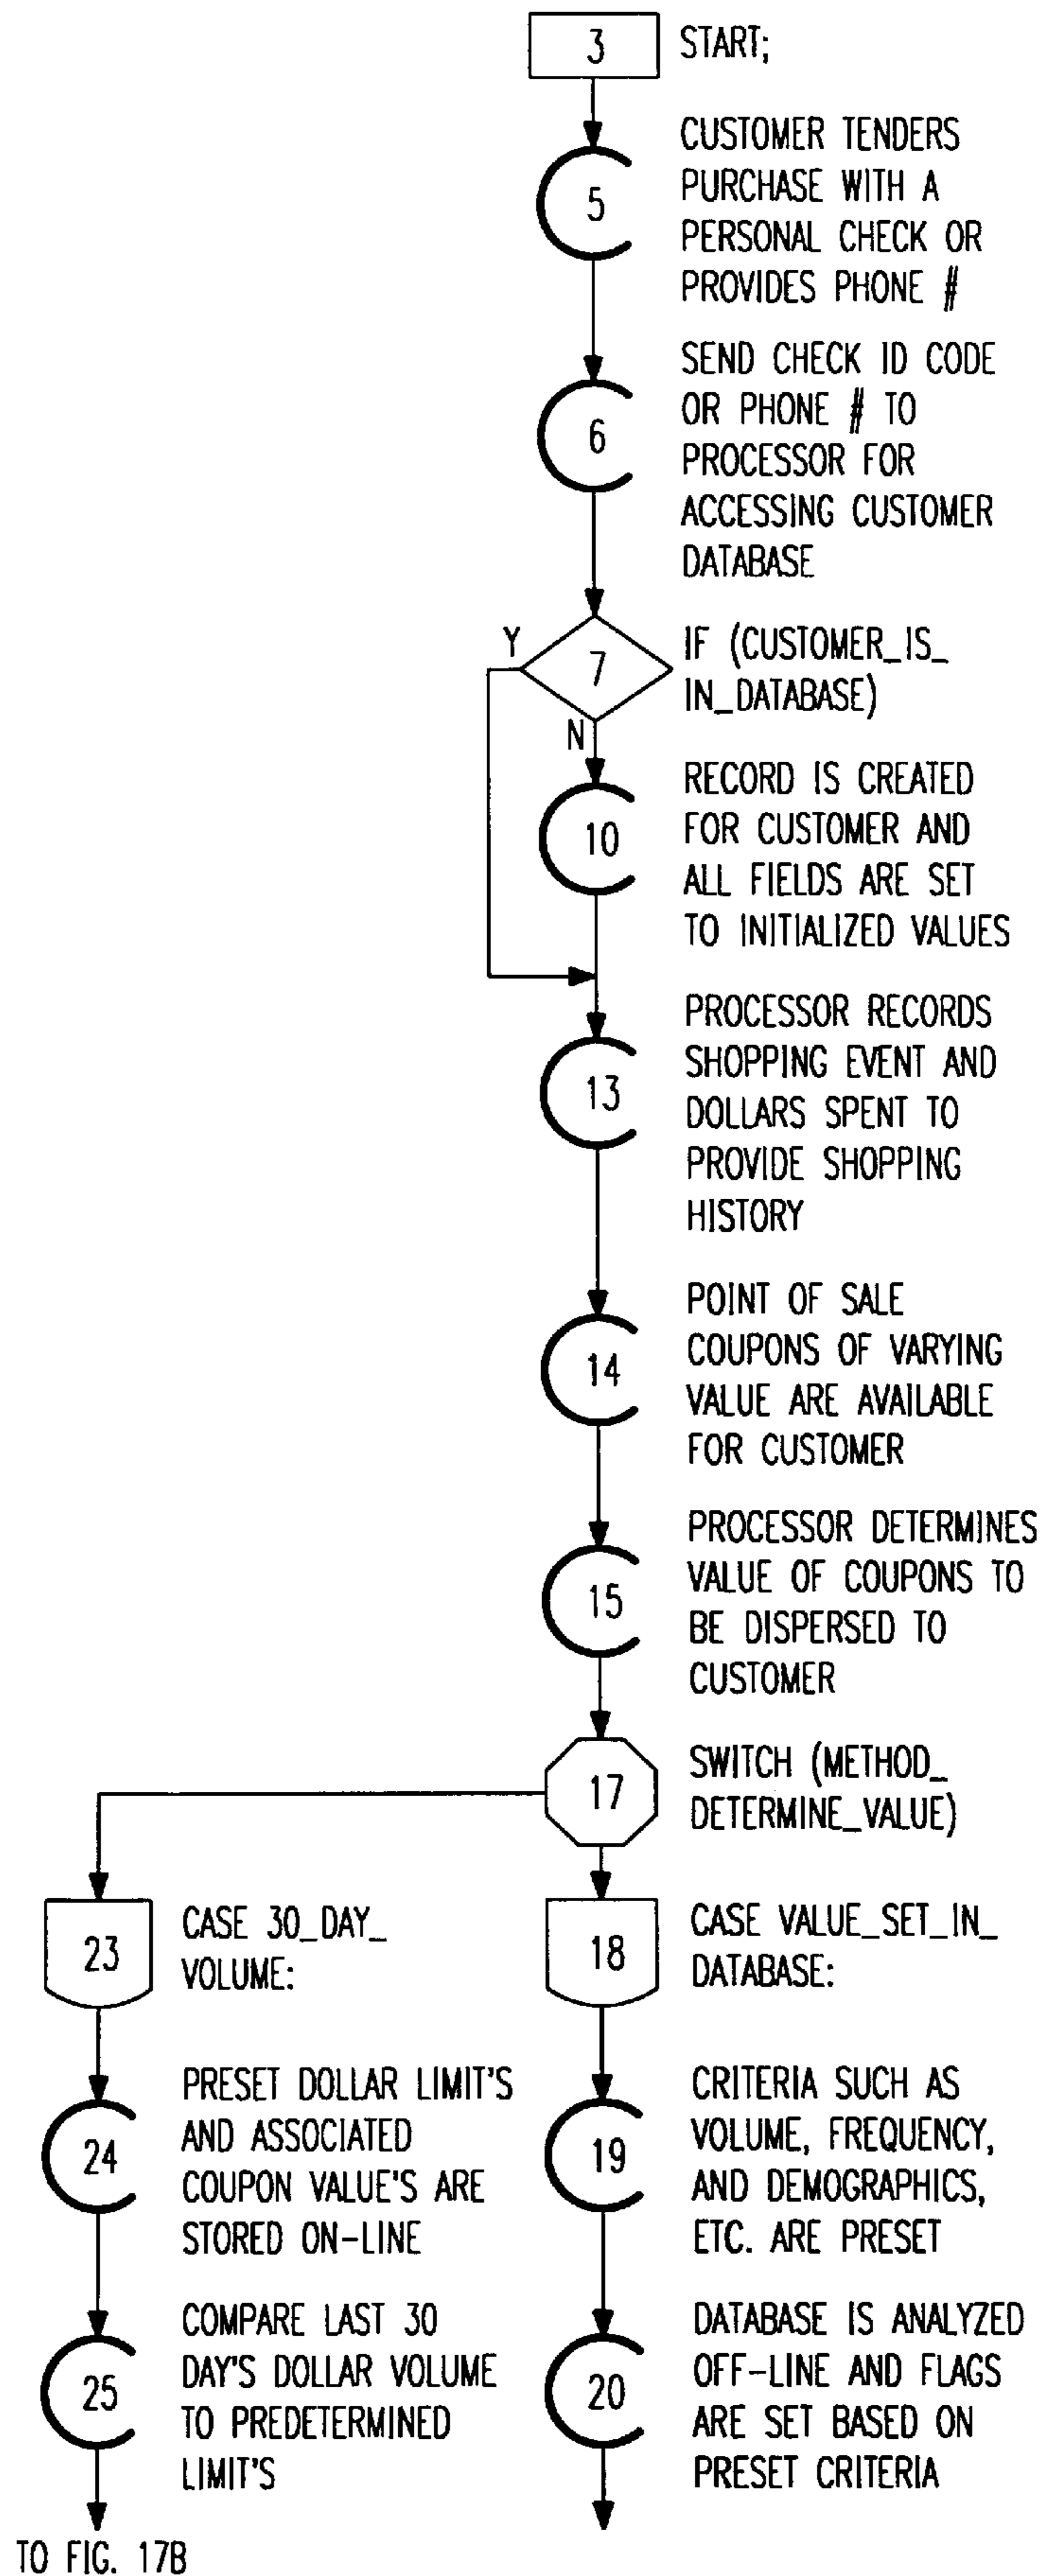 3 START;
CUSTOMER TENDERS
PURCHASE WITH A
5
PERSONAL CHECK OR
PROVIDES PHONE #
SEND CHECK ID CODE
OR PHONE # TO
6
PROCESSOR FOR
ACCESSING CUSTOMER
DATABASE
Y
7
IF (CUSTOMER_IS_
IN_DATABASE)
N
RECORD IS CREATED
FOR CUSTOMER AND
10
ALL FIELDS ARE SET
TO INITIALIZED VALUES
PROCESSOR RECORDS
SHOPPING EVENT AND
13
DOLLARS SPENT TO
PROVIDE SHOPPING
HISTORY
POINT OF SALE
COUPONS OF VARYING
14
VALUE ARE AVAILABLE
FOR CUSTOMER
PROCESSOR DETERMINES
VALUE OF COUPONS TO
15
BE DISPERSED TO
CUSTOMER
17
SWITCH (METHOD_
DETERMINE_VALUE)
23
CASE 30_DAY_
VOLUME:
18
CASE VALUE_SET_IN_
DATABASE:
24
PRESET DOLLAR LIMIT'S
AND ASSOCIATED
COUPON VALUE'S ARE
STORED ON-LINE
19
CRITERIA SUCH AS
VOLUME, FREQUENCY,
AND DEMOGRAPHICS,
ETC. ARE PRESET
25
COMPARE LAST 30
DAY'S DOLLAR VOLUME
TO PREDETERMINED
LIMIT'S
20
DATABASE IS ANALYZED
OFF-LINE AND FLAGS
ARE SET BASED ON
PRESET CRITERIA
TO FIG. 17B